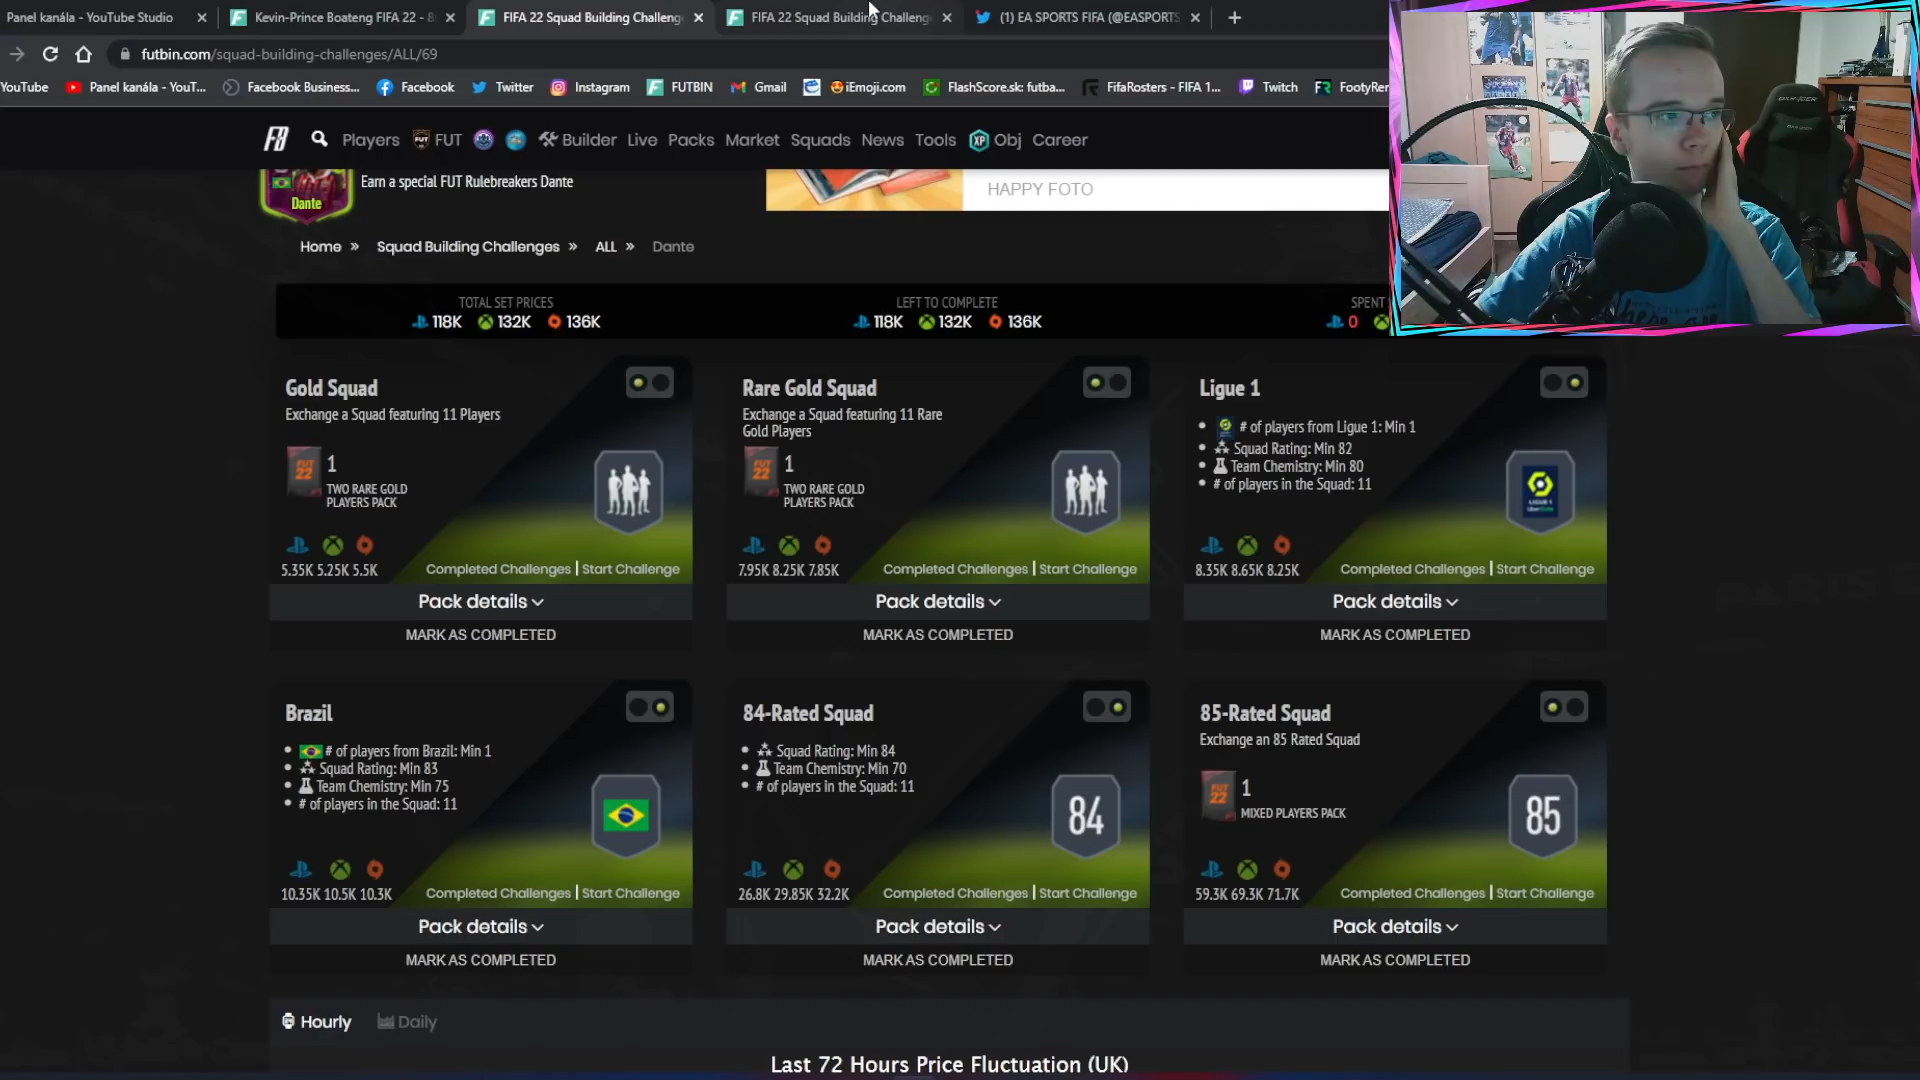 Panel kanála - YouTube Studio
Kevin-Prince Boateng FIFA 22 - 8
FIFA 22 Squad Building Challeng
FIFA 22 Squad Building Challeng
(1) EA SPORTS FIFA (@EASPORTS
futbin.com/squad-building-challenges/ALL/69
YouTube
Panel kanála - YouT...
Facebook Business...
Facebook
Twitter
Instagram
FUTBIN
Gmail
iEmoji.com
FlashScore.sk: futba...
FifaRosters - FIFA 1...
Twitch
FootyRen
Players
FUT
Builder
Live
Packs
Market
Squads
News
Tools
XP Obj
Career
Dante
Earn a special FUT Rulebreakers Dante
HAPPY FOTO
Home » Squad Building Challenges » ALL » Dante
TOTAL SET PRICES
118K 132K 136K
LEFT TO COMPLETE
118K 132K 136K
SPENT
0
Gold Squad
Exchange a Squad featuring 11 Players
1
TWO RARE GOLD
PLAYERS PACK
5.35K 5.25K 5.5K
Completed Challenges | Start Challenge
Pack details
MARK AS COMPLETED
Rare Gold Squad
Exchange a Squad featuring 11 Rare
Gold Players
1
TWO RARE GOLD
PLAYERS PACK
7.95K 8.25K 7.85K
Completed Challenges | Start Challenge
Pack details
MARK AS COMPLETED
Ligue 1
# of players from Ligue 1: Min 1
Squad Rating: Min 82
Team Chemistry: Min 80
# of players in the Squad: 11
LIGUE 1
8.35K 8.65K 8.25K
Completed Challenges | Start Challenge
Pack details
MARK AS COMPLETED
Brazil
# of players from Brazil: Min 1
Squad Rating: Min 83
Team Chemistry: Min 75
# of players in the Squad: 11
10.35K 10.5K 10.3K
Completed Challenges | Start Challenge
Pack details
MARK AS COMPLETED
84-Rated Squad
Squad Rating: Min 84
Team Chemistry: Min 70
# of players in the Squad: 11
84
26.8K 29.85K 32.2K
Completed Challenges | Start Challenge
Pack details
MARK AS COMPLETED
85-Rated Squad
Exchange an 85 Rated Squad
1
MIXED PLAYERS PACK
85
59.3K 69.3K 71.7K
Completed Challenges | Start Challenge
Pack details
MARK AS COMPLETED
Hourly
Daily
Last 72 Hours Price Fluctuation (UK)